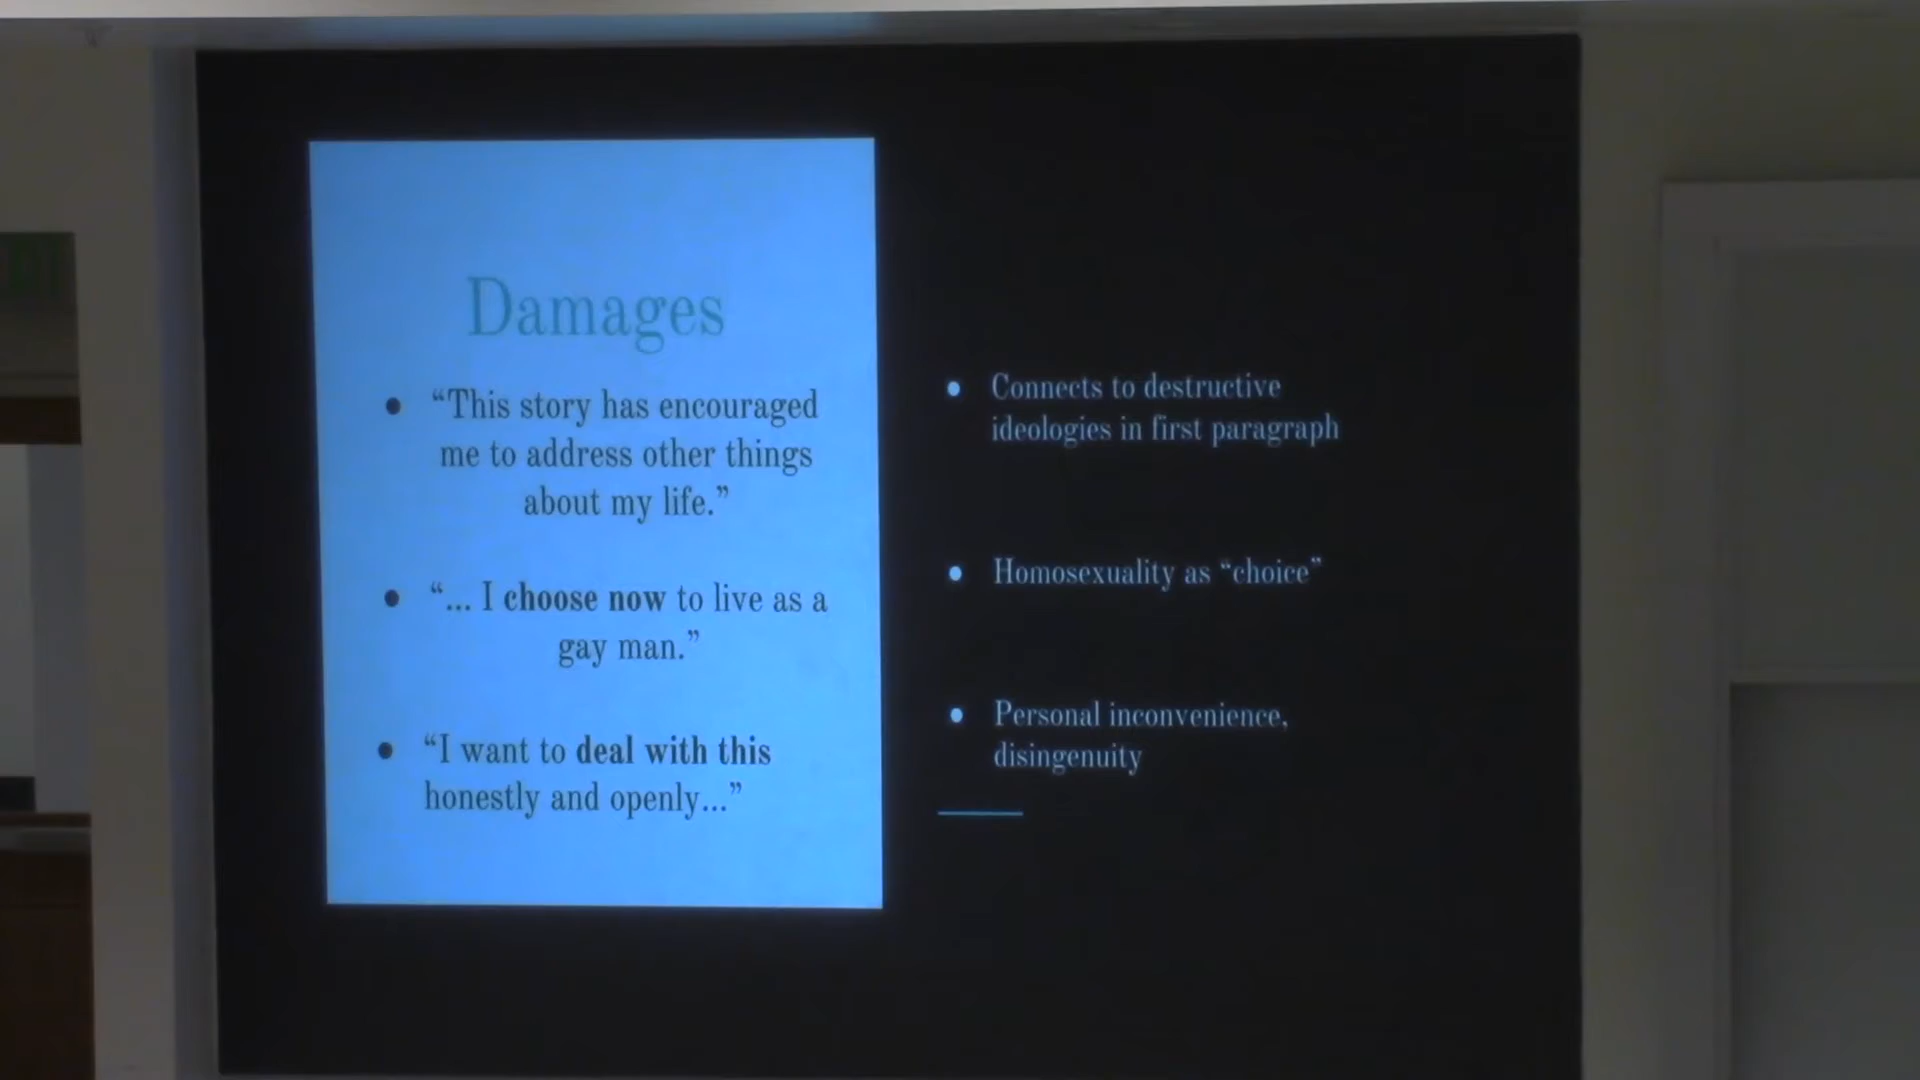 Damages
● “This story has encouraged
me to address other things
about my life.”
● “... I choose now to live as a
gay man.”
● “I want to deal with this
honestly and openly...”
● Connects to destructive
ideologies in first paragraph
● Homosexuality as “choice”
● Personal inconvenience,
disingenuity